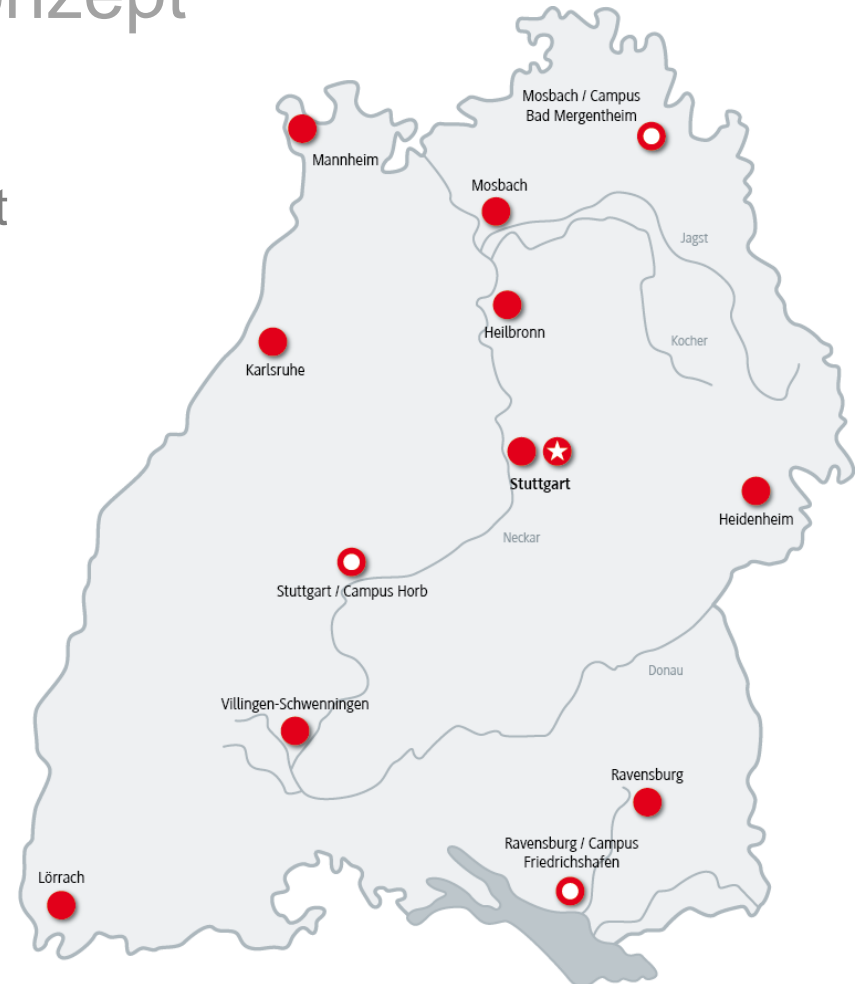 Mosbach / Campus
Bad Mergentheim
Mannheim
Mosbach
Jagst
Heilbronn
Kocher
Karlsruhe
Stuttgart
Heidenheim
Neckar
Stuttgart / Campus Horb
Donau
Villingen-Schwenningen
Ravensburg
Ravensburg / Campus
Friedrichshafen
Lörrach